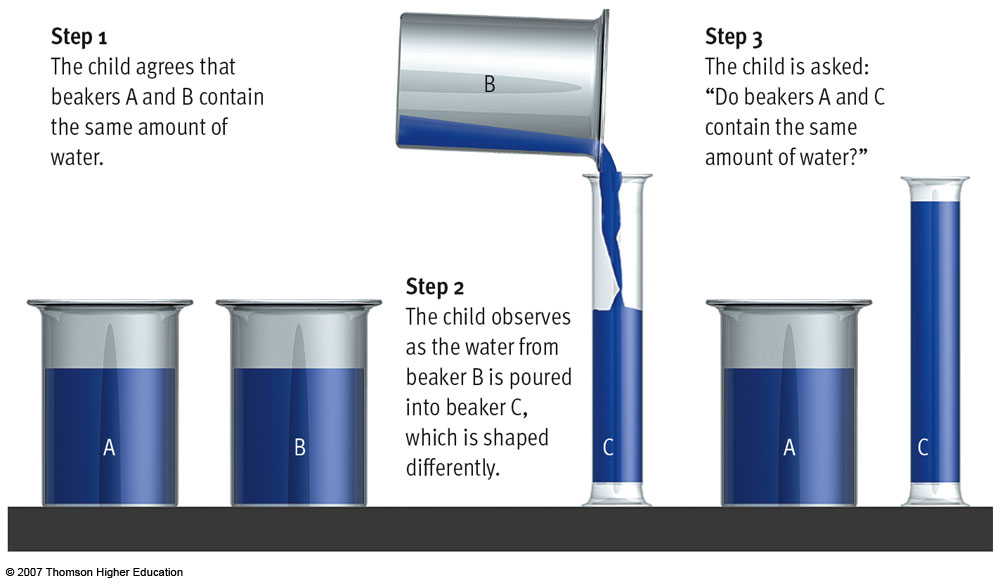 Step 1
The child agrees that
beakers A and B contain
the same amount of
water.
B
Step 3
The child is asked:
“Do beakers A and C
contain the same
amount of water?”
Step 2
The child observes
as the water from
beaker B is poured
into beaker C,
which is shaped
differently.
A
B
C
A
C
© 2007 Thomson Higher Education